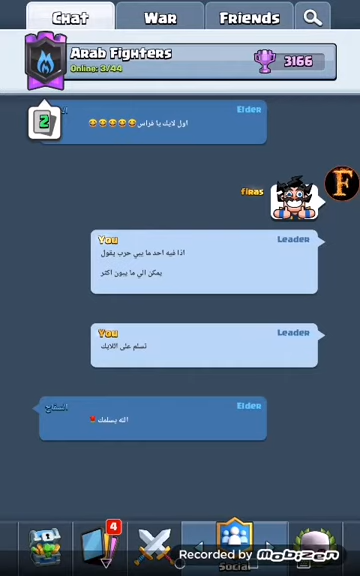 Chat
War
Friends
Arab Fighters
Online: 3/44
3166
Elder
2
اول لايك يا فراس😂😂😂😂😂
firas
F
You
Leader
اذا فيه احد ما يبي حرب يقول
يمكن الي ما يبون اكثر
You
Leader
تسلم على اللايك
السفاح
Elder
الله يسلمك🌹
4
Social
Recorded by Mobizen